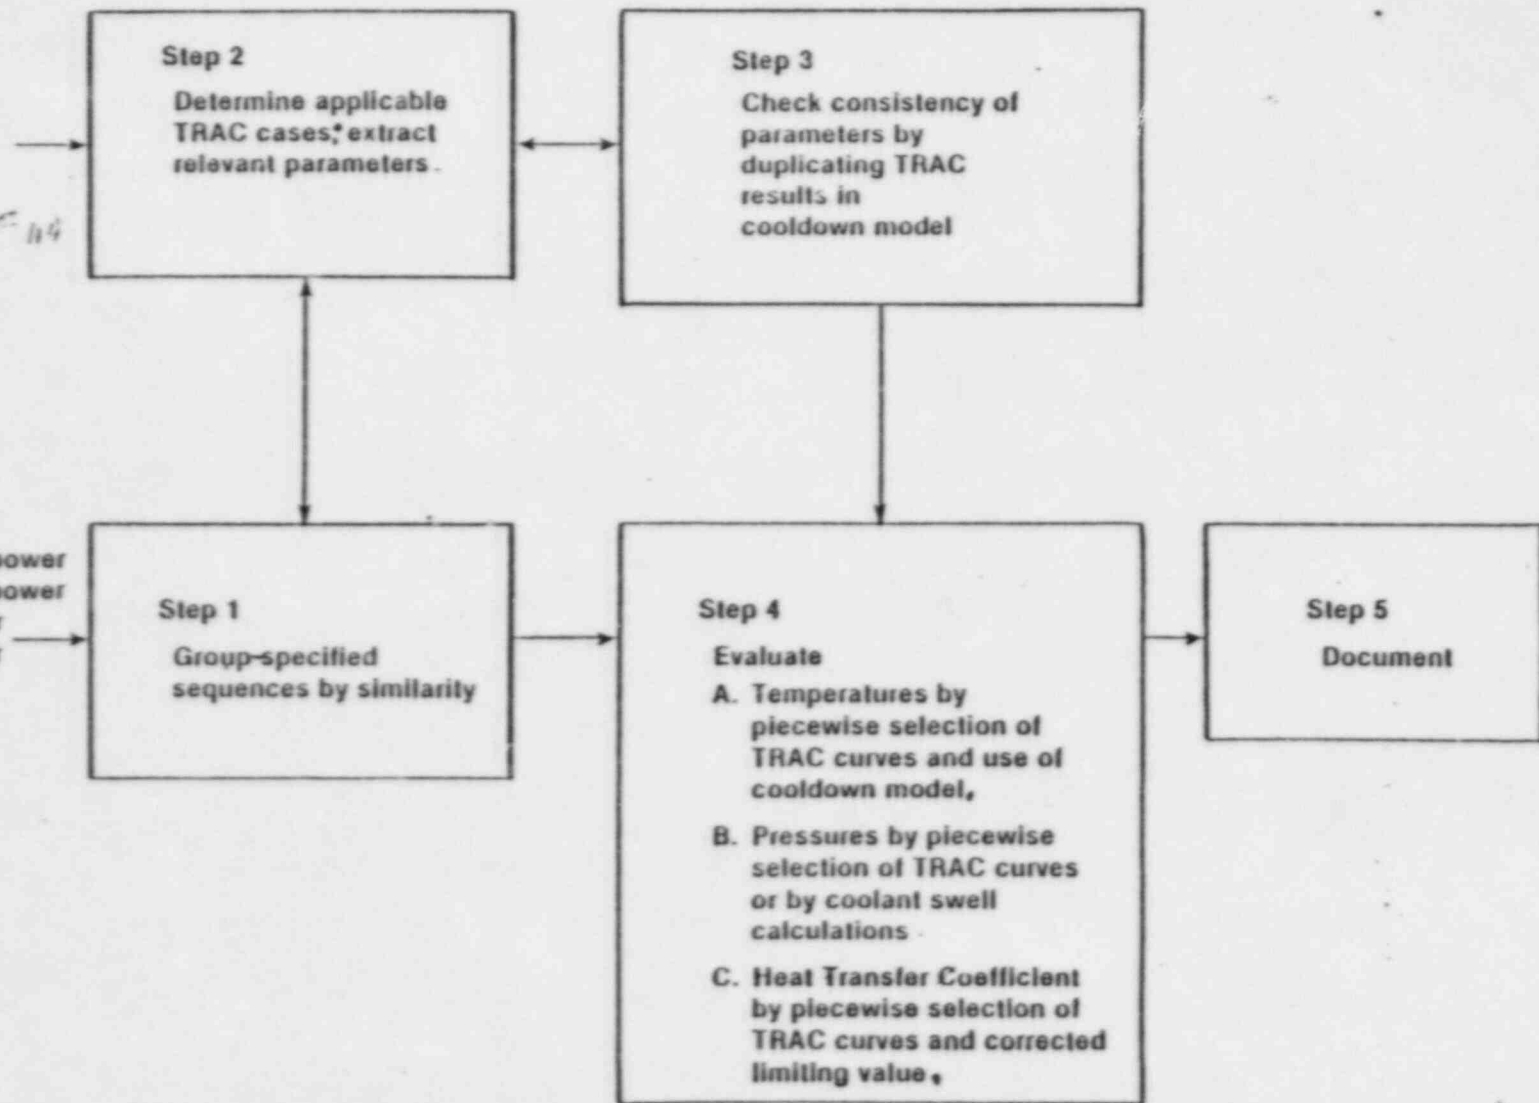 Step 2
Determine applicable
TRAC cases; extract
relevant parameters.
Step 3
Check consistency of
parameters by
duplicating TRAC
results in
cooldown model
power
power
Step 1
Group-specified
sequences by similarity
Step 4
Evaluate
A. Temperatures by
piecewise selection of
TRAC curves and use of
cooldown model.
B. Pressures by piecewise
selection of TRAC curves
or by coolant swell
calculations
C. Heat Transfer Coefficient
by piecewise selection of
TRAC curves and corrected
limiting value.
Step 5
Document